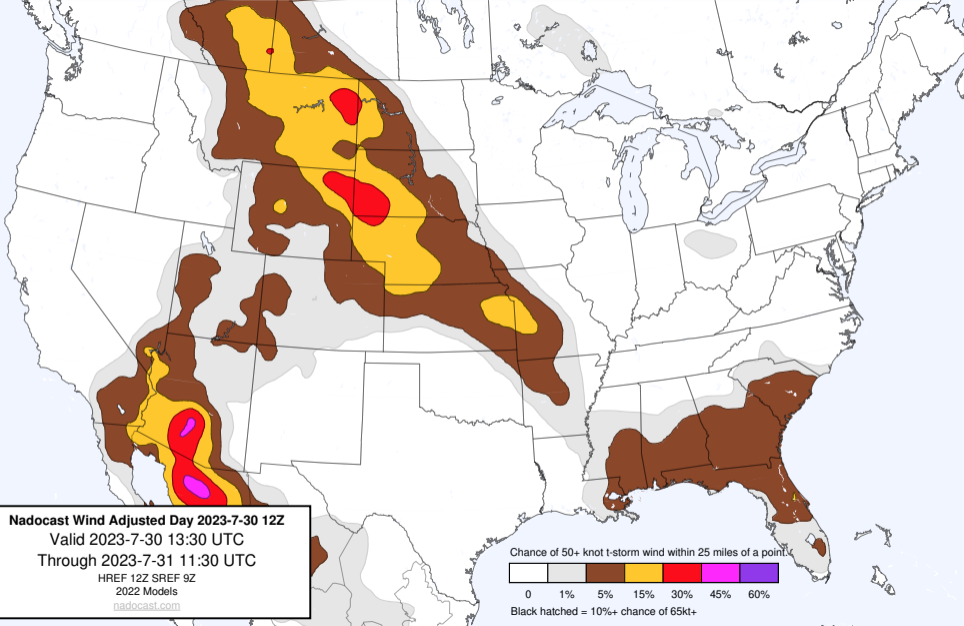 Nadocast Wind Adjusted Day 2023-7-30 12Z
Valid 2023-7-30 13:30 UTC
Through 2023-7-31 11:30 UTC
HREF 12Z SREF 9Z
2022 Models
nadocast.com
Chance of 50+ knot t-storm wind within 25 miles of a point.
0 1% 5% 15% 30% 45% 60%
Black hatched = 10%+ chance of 65kt+